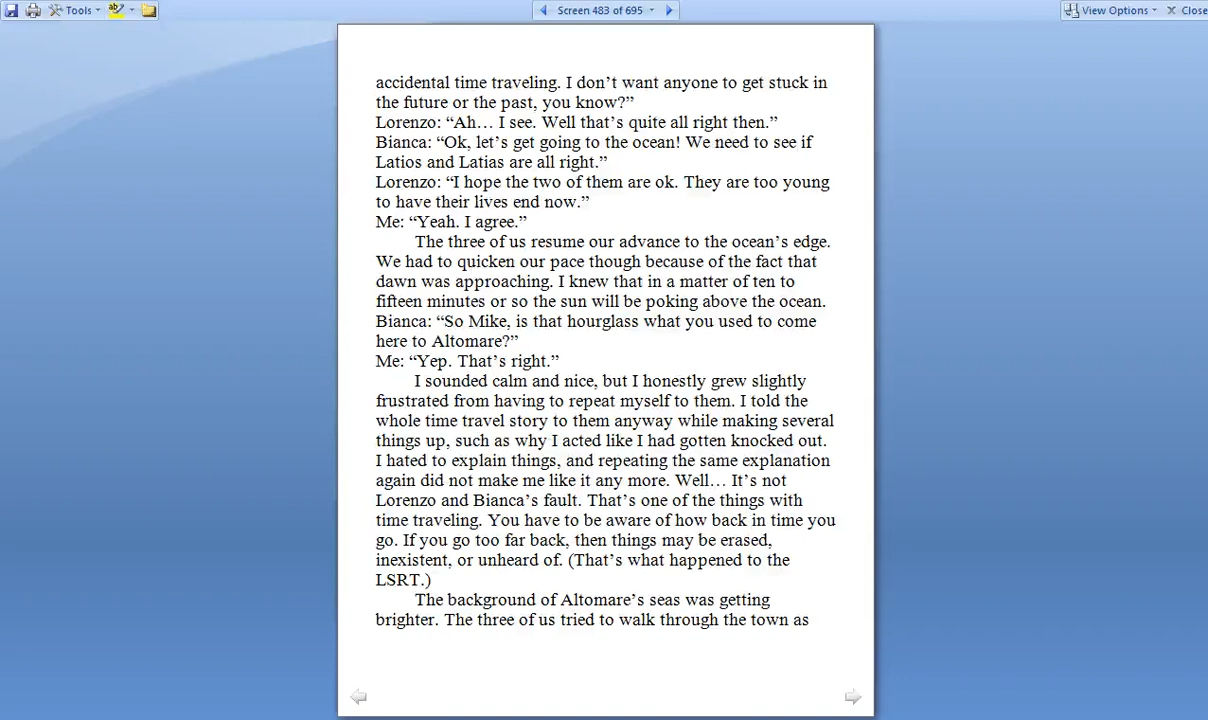 Tools
Screen 483 of 695
View Options
Close
accidental time traveling. I don’t want anyone to get stuck in
the future or the past, you know?”
Lorenzo: “Ah… I see. Well that’s quite all right then.”
Bianca: “Ok, let’s get going to the ocean! We need to see if
Latios and Latias are all right.”
Lorenzo: “I hope the two of them are ok. They are too young
to have their lives end now.”
Me: “Yeah. I agree.”
The three of us resume our advance to the ocean’s edge.
We had to quicken our pace though because of the fact that
dawn was approaching. I knew that in a matter of ten to
fifteen minutes or so the sun will be poking above the ocean.
Bianca: “So Mike, is that hourglass what you used to come
here to Altomare?”
Me: “Yep. That’s right.”
I sounded calm and nice, but I honestly grew slightly
frustrated from having to repeat myself to them. I told the
whole time travel story to them anyway while making several
things up, such as why I acted like I had gotten knocked out.
I hated to explain things, and repeating the same explanation
again did not make me like it any more. Well… It’s not
Lorenzo and Bianca’s fault. That’s one of the things with
time traveling. You have to be aware of how back in time you
go. If you go too far back, then things may be erased,
inexistent, or unheard of. (That’s what happened to the
LSRT.)
The background of Altomare’s seas was getting
brighter. The three of us tried to walk through the town as